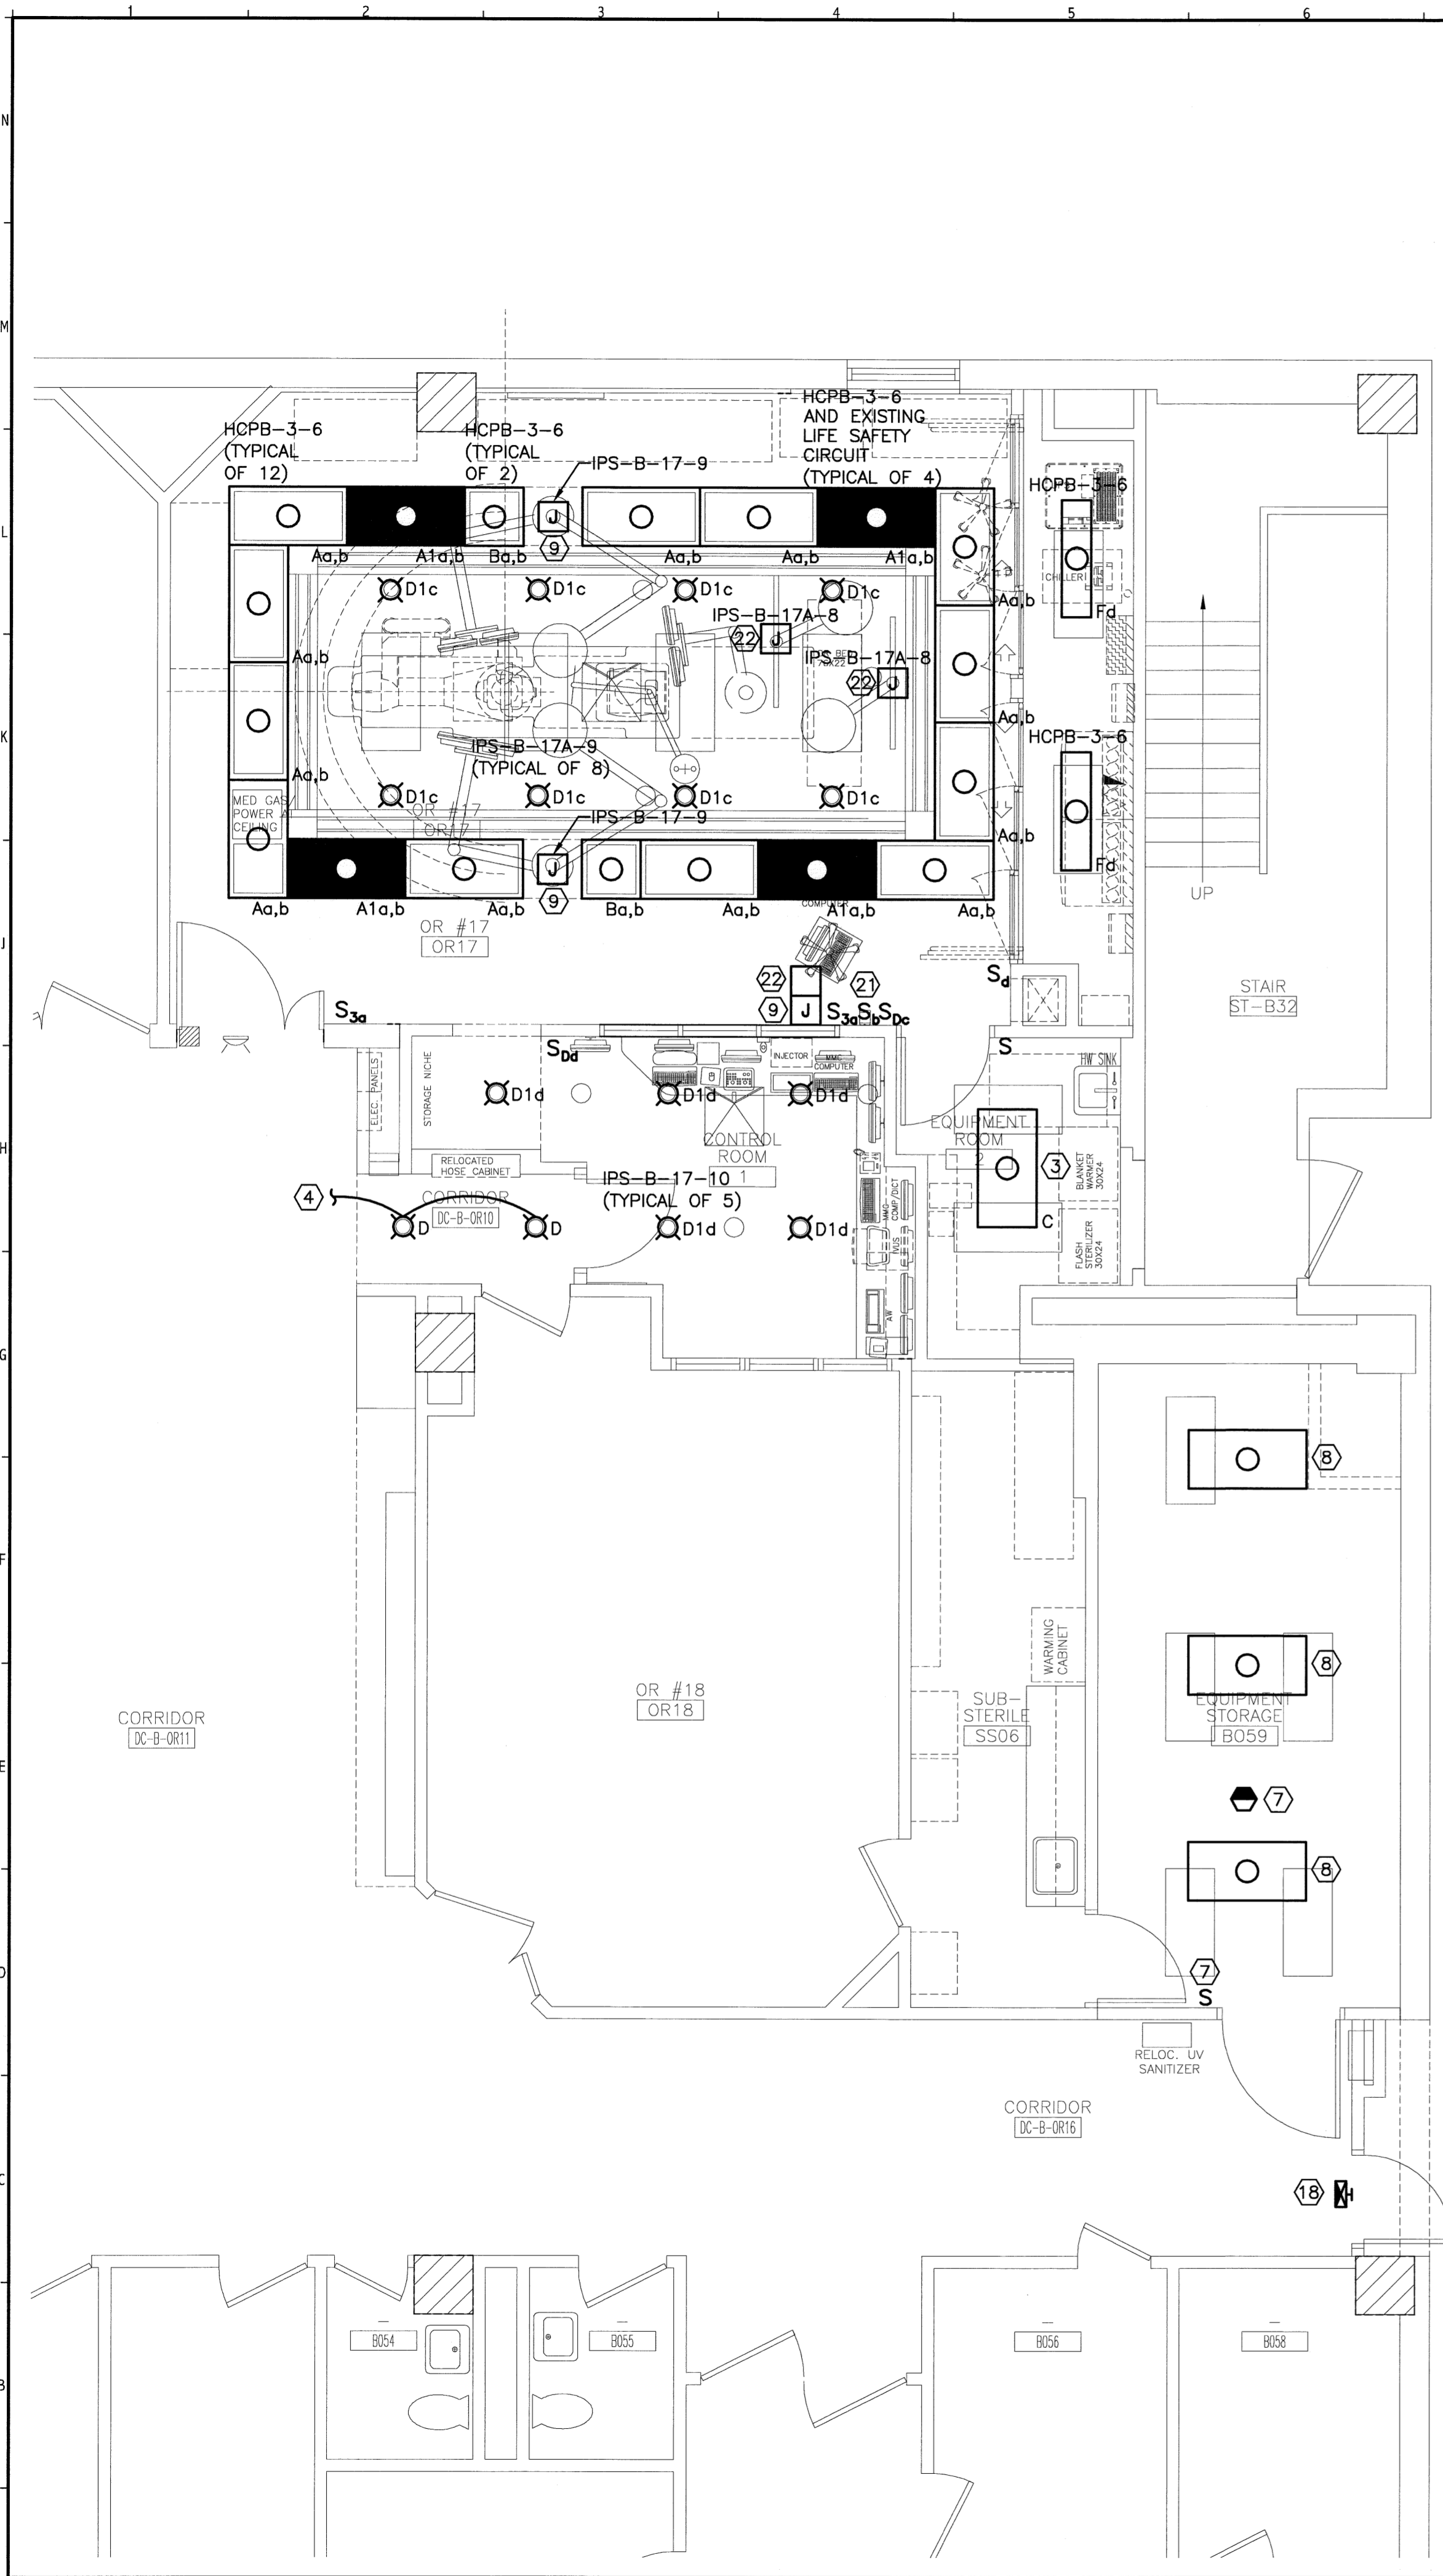 1 2 3 4 5 6
N
M
HCPB-3-6
AND EXISTING
LIFE SAFETY
CIRCUIT
(TYPICAL OF 4)
HCPB-3-6
(TYPICAL
OF 12)
HCPB-3-6
(TYPICAL
OF 2)
IPS-B-17-9
HCPB-3-6
L
J
9
Aa,b A1a,b Ba,b Aa,b Aa,b A1a,b
CHILLER
D1c D1c D1c D1c
Aa,b
Fd
IPS-B-17A-8
22 J
Aa,b
IPS-B-17A-8
22 J
Aa,b
K
HCPB-3-6
IPS-B-17A-9
(TYPICAL OF 8)
Aa,b
D1c D1c D1c D1c
MED GAS/
POWER AT
CEILING
OR #17
OR17
IPS-B-17-9
Aa,b
J
9
Fd
UP
Aa,b A1a,b Aa,b Ba,b Aa,b A1a,b Aa,b
COMPUTER
OR #17
OR17
J
22
21
9 J
S3a
S3aSbSDc
Sd
STAIR
ST-B32
S
SDd
ELEC. PANELS
STORAGE NICHE
INJECTOR
COMPUTER
HW SINK
D1d D1d D1d
EQUIPMENT
ROOM
2
3
C
BLANKET
WARMER
30X24
FLASH
STERILIZER
30X24
H
CONTROL
ROOM
1
RELOCATED
HOSE CABINET
IPS-B-17-10
(TYPICAL OF 5)
4
CORRIDOR
DC-B-OR10
D D D1d D1d
COMP/DICT
IVUS
AW
G
8
F
WARMING
CABINET
8
OR #18
OR18
SUB-
STERILE
SS06
EQUIPMENT
STORAGE
B059
CORRIDOR
DC-B-OR11
E
7
8
D
7
S
RELOC. UV
SANITIZER
CORRIDOR
DC-B-OR16
C
18
B054
B055
B056
B058
B